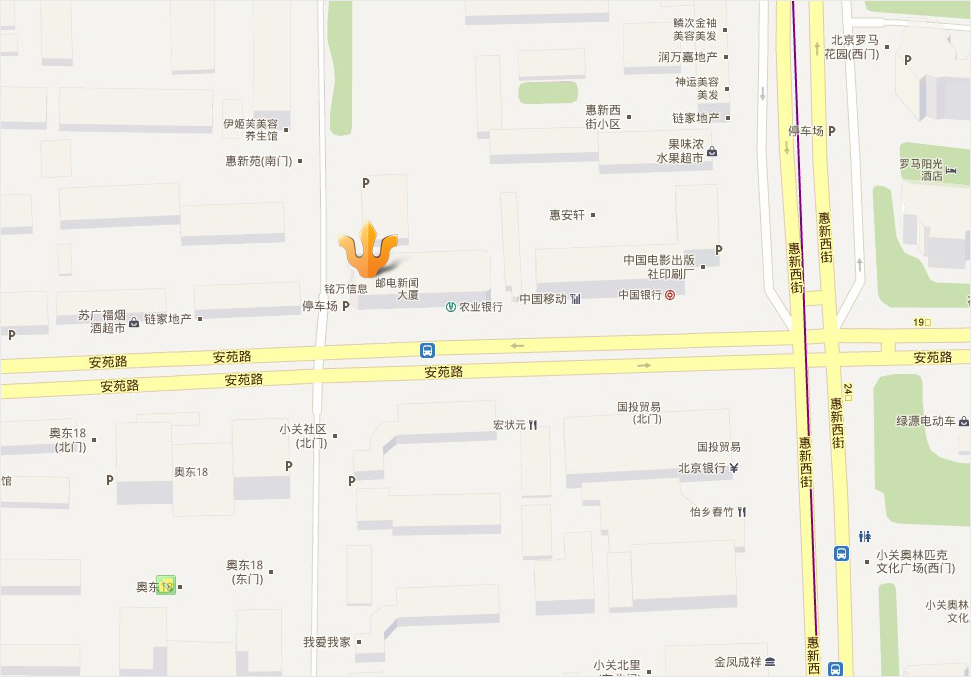 鳞次金袖
美容美发
北京罗马
花园(西门)
P
润万嘉地产
神运美容
美发
惠新西
街小区
链家地产
伊姬芙美容
养生馆
停车场 P
果味浓
水果超市
惠新苑(南门)
罗马阳光
酒店
P
惠安轩
惠新西街
惠新西街
P
中国电影出版
社印刷厂
铭万信息
邮电新闻
大厦
停车场 P
农业银行
中国移动
中国银行
苏广福烟
酒超市
链家地产
P
19
安苑路
安苑路
安苑路
安苑路
安苑路
安苑路
24
惠新西街
惠新西街
国投贸易
(北门)
绿源电动车
奥东18
(北门)
小关社区
(北门)
宏状元
国投贸易
北京银行
奥东18
P
P
P
馆
怡乡春竹
小关奥林匹克
文化广场(西门)
奥东18
(东门)
奥东18
小关奥林
文化
我爱我家
惠新西
小关北里
金凤成祥